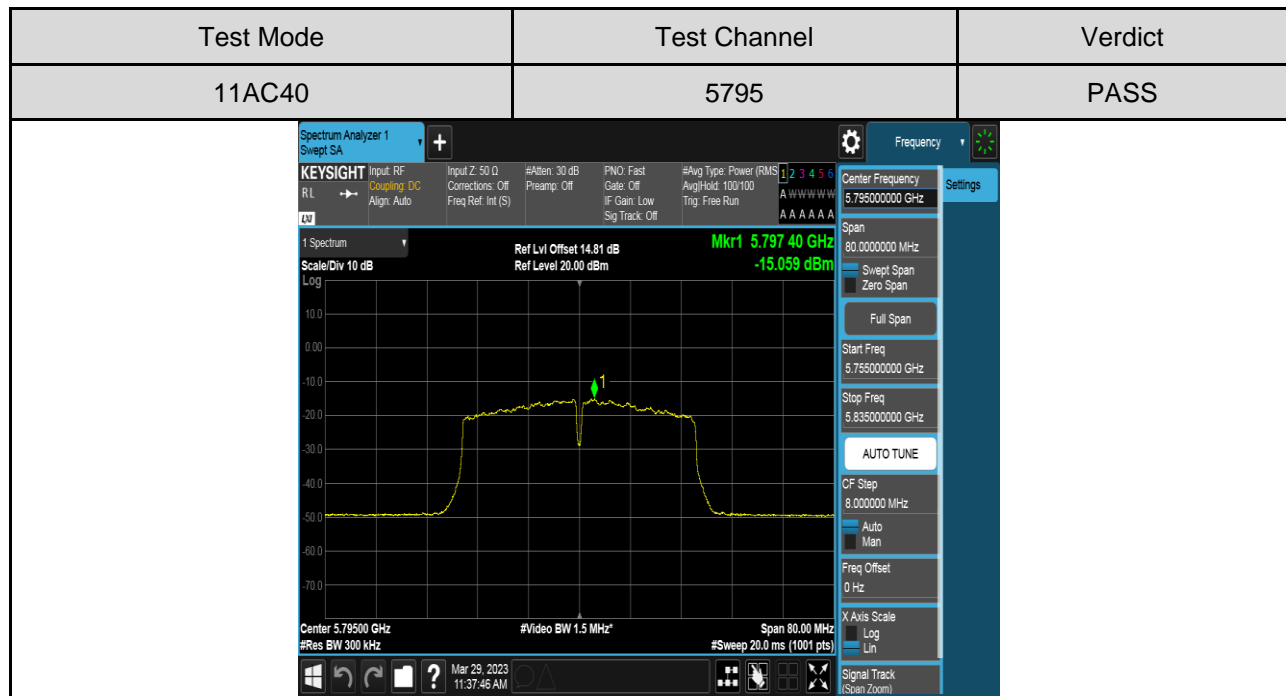 Test Mode Test Channel Verdict
11AC40 5795 PASS
Spectrum Analyzer 1
Swept SA
+
Frequency
KEYSIGHT Input: RF Input Z: 50 Ω #Atten: 30 dB PNO: Fast #Avg Type: Power (RMS 1 2 3 4 5 6
RL Coupling: DC Corrections: Off Preamp: Off Gate: Off Avg|Hold: 100/100 A W W W W W
Align: Auto Freq Ref: Int (S) IF Gain: Low Trig: Free Run
LXI Sig Track: Off A A A A A A
1 Spectrum Ref Lvl Offset 14.81 dB Mkr1 5.797 40 GHz
Scale/Div 10 dB Ref Level 20.00 dBm -15.059 dBm
Log
10.0
0.00
-10.0
1
-20.0
-30.0
-40.0
-50.0
-60.0
-70.0
Center 5.79500 GHz #Video BW 1.5 MHz* Span 80.00 MHz
#Res BW 300 kHz #Sweep 20.0 ms (1001 pts)
? Mar 29, 2023
11:37:46 AM
Center Frequency
5.795000000 GHz
Settings
Span
80.0000000 MHz
Swept Span
Zero Span
Full Span
Start Freq
5.755000000 GHz
Stop Freq
5.835000000 GHz
AUTO TUNE
CF Step
8.000000 MHz
Auto
Man
Freq Offset
0 Hz
X Axis Scale
Log
Lin
Signal Track
(Span Zoom)